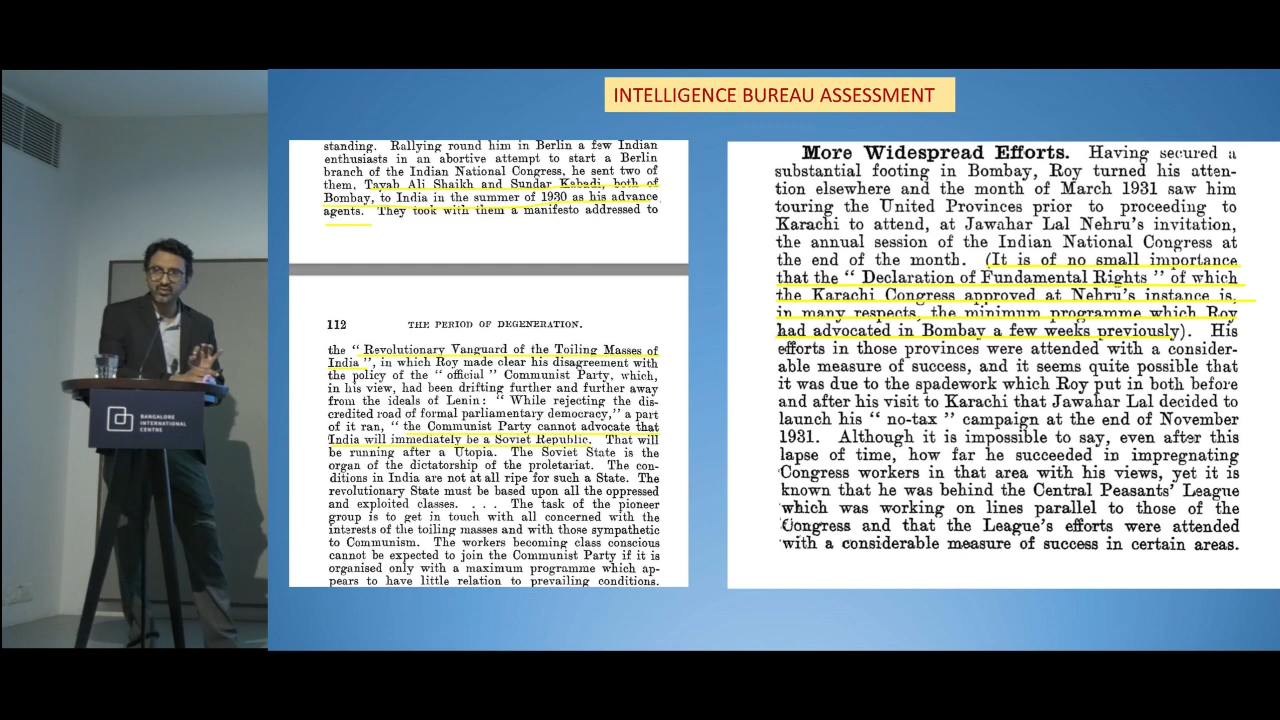 INTELLIGENCE BUREAU ASSESSMENT
standing. Rallying round him in Berlin a few Indian
enthusiasts in an abortive attempt to start a Berlin
branch of the Indian National Congress, he sent two of
them, Tayab Ali Shaikh and Sundar Kabadi, both of
Bombay, to India in the summer of 1930 as his advance
agents. They took with them a manifesto addressed to
112 THE PERIOD OF DEGENERATION.
the “ Revolutionary Vanguard of the Toiling Masses of
India ”, in which Roy made clear his disagreement with
the policy of the “ official ” Communist Party, which,
in his view, had been drifting further and further away
from the ideals of Lenin: “ While rejecting the dis-
credited road of formal parliamentary democracy,” a part
of it ran, “ the Communist Party cannot advocate that
India will immediately be a Soviet Republic. That will
be running after a Utopia. The Soviet State is the
organ of the dictatorship of the proletariat. The con-
ditions in India are not at all ripe for such a State. The
revolutionary State must be based upon all the oppressed
and exploited classes. . . . The task of the pioneer
group is to get in touch with all concerned with the
interests of the toiling masses and with those sympathetic
to Communism. The workers becoming class conscious
cannot be expected to join the Communist Party if it is
organised only with a maximum programme which ap-
pears to have little relation to prevailing conditions.
More Widespread Efforts. Having secured a
substantial footing in Bombay, Roy turned his atten-
tion elsewhere and the month of March 1931 saw him
touring the United Provinces prior to proceeding to
Karachi to attend, at Jawahar Lal Nehru’s invitation,
the annual session of the Indian National Congress at
the end of the month. (It is of no small importance
that the “ Declaration of Fundamental Rights ” of which
the Karachi Congress approved at Nehru’s instance is,
in many respects, the minimum programme which Roy
had advocated in Bombay a few weeks previously). His
efforts in those provinces were attended with a consider-
able measure of success, and it seems quite possible that
it was due to the spadework which Roy put in both before
and after his visit to Karachi that Jawahar Lal decided to
launch his “ no-tax ” campaign at the end of November
1931. Although it is impossible to say, even after this
lapse of time, how far he succeeded in impregnating
Congress workers in that area with his views, yet it is
known that he was behind the Central Peasants’ League
which was working on lines parallel to those of the
Congress and that the League’s efforts were attended
with a considerable measure of success in certain areas.
BANGALORE
INTERNATIONAL
CENTRE